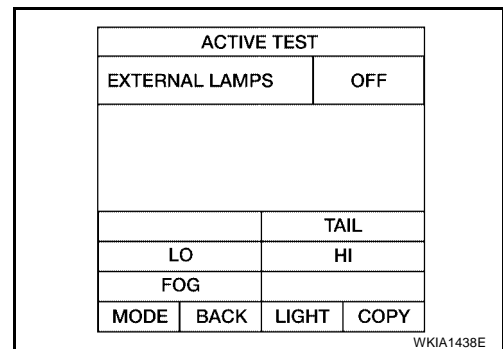 ACTIVE TEST
EXTERNAL LAMPS OFF
TAIL
LO HI
FOG
MODE BACK LIGHT COPY
WKIA1438E